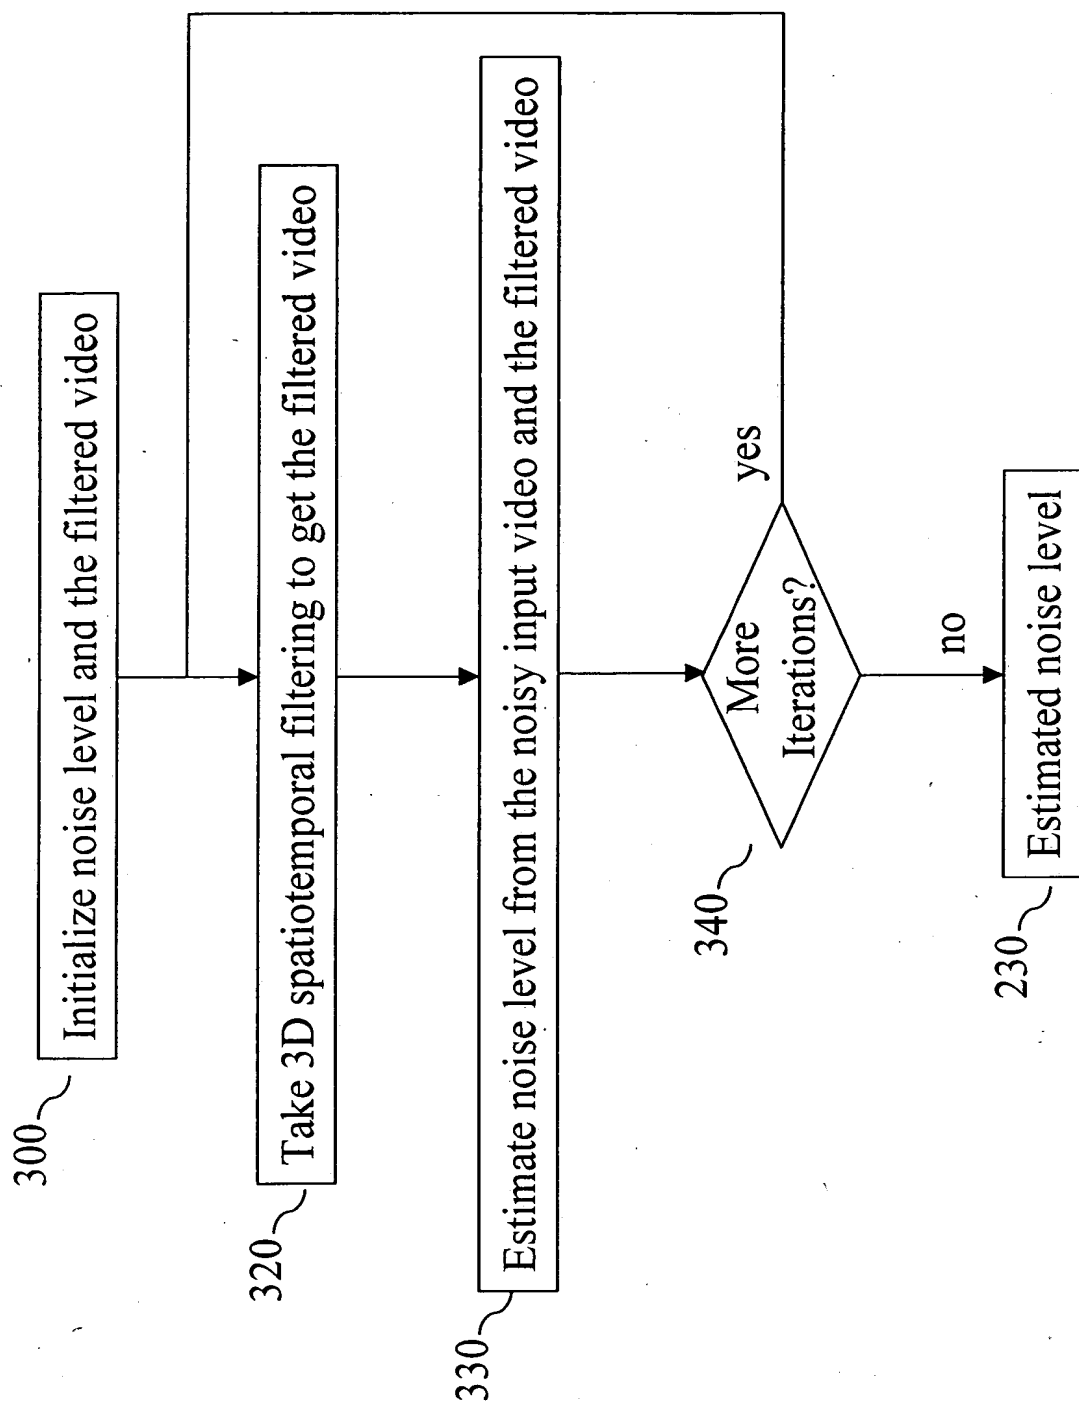 300
Initialize noise level and the filtered video
320
Take 3D spatiotemporal filtering to get the filtered video
330
Estimate noise level from the noisy input video and the filtered video
340
More
Iterations?
yes
no
230
Estimated noise level